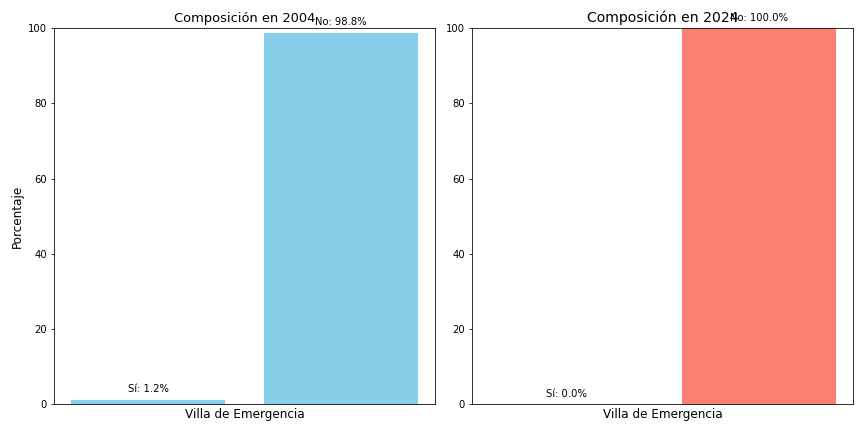 Composición en 2004
No: 98.8%
Porcentaje
100
80
60
40
20
0
Sí: 1.2%
Villa de Emergencia
Composición en 2024
No: 100.0%
100
80
60
40
20
0
Sí: 0.0%
Villa de Emergencia